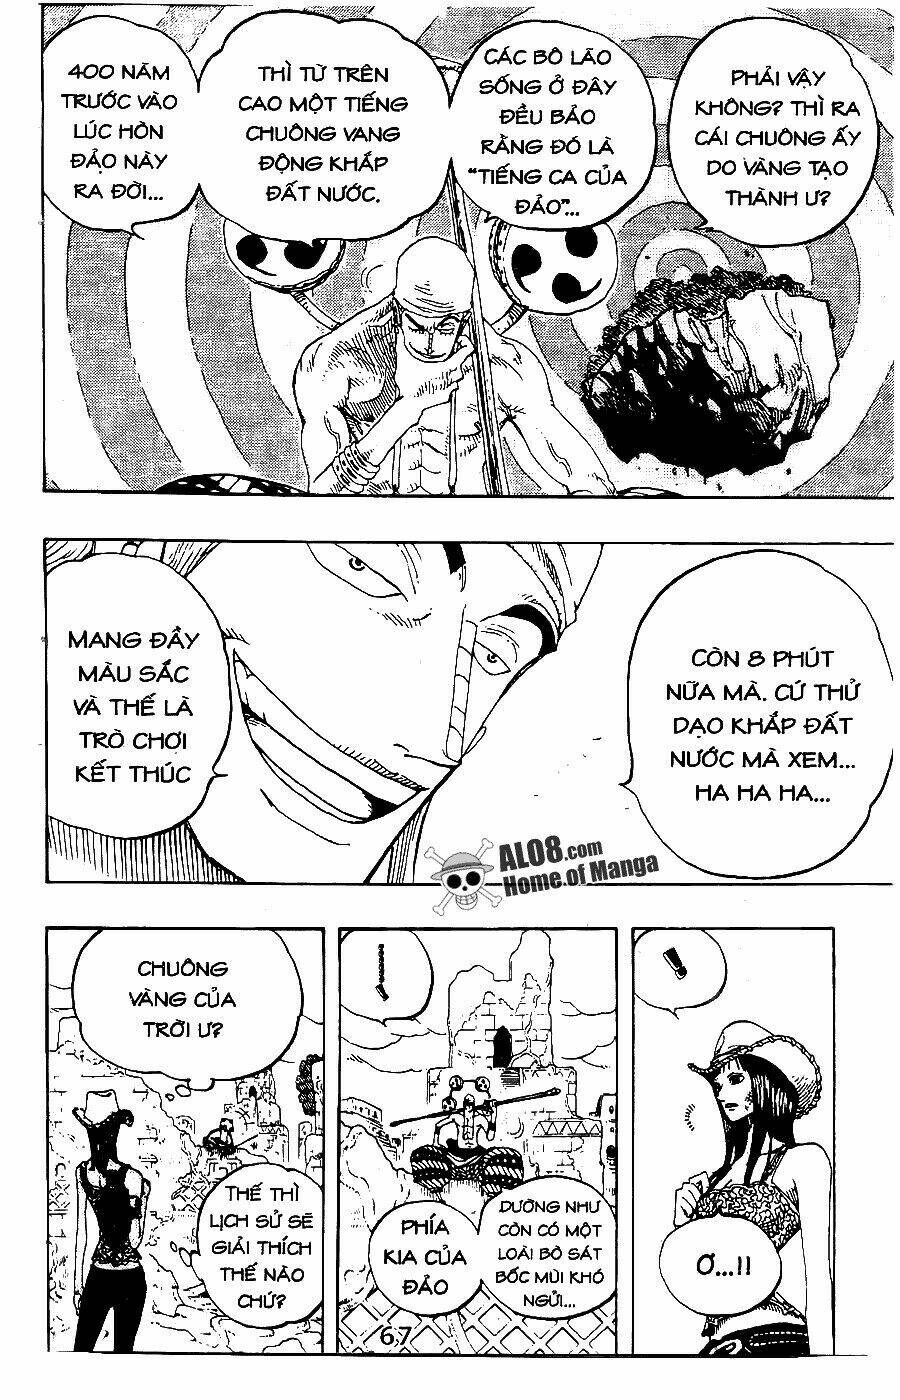 400 NĂM
TRƯỚC VÀO
LÚC HÒN
ĐẢO NÀY
RA ĐỜI...
THÌ TỪ TRÊN
CAO MỘT TIẾNG
CHUÔNG VANG
ĐỘNG KHẮP
ĐẤT NƯỚC.
CÁC BÔ LÃO
SỐNG Ở ĐÂY
ĐỀU BẢO
RẰNG ĐÓ LÀ
"TIẾNG CA CỦA
ĐẢO"...
PHẢI VẬY
KHÔNG? THÌ RA
CÁI CHUÔNG ẤY
DO VÀNG TẠO
THÀNH Ư?
MANG ĐẦY
MÀU SẮC
VÀ THẾ LÀ
TRÒ CHƠI
KẾT THÚC
CÒN 8 PHÚT
NỮA MÀ. CỨ THỬ
DẠO KHẮP ĐẤT
NƯỚC MÀ XEM...
HA HA HA...
AL08.com
Home of Manga
CHUÔNG
VÀNG CỦA
TRỜI Ư?
THẾ THÌ
LỊCH SỬ SẼ
GIẢI THÍCH
THẾ NÀO
CHỨ?
......!
PHÍA
KIA CỦA
ĐẢO
DƯỜNG NHƯ
CÒN CÓ MỘT
LOÀI BÒ SÁT
BỐC MÙI KHÓ
NGỬI...
!
Ơ...!!
67